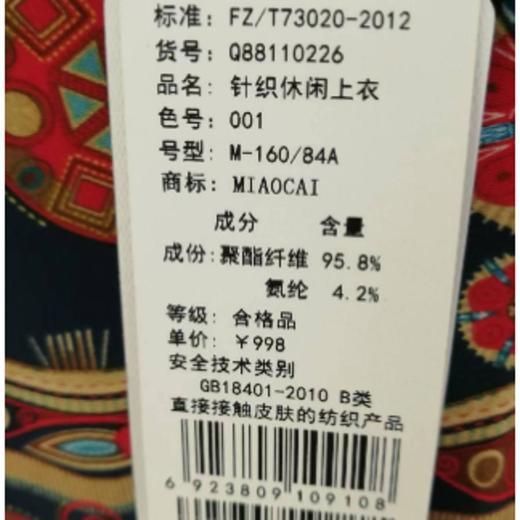 标准: FZ/T73020-2012
货号: Q88110226
品名: 针织休闲上衣
色号: 001
号型: M-160/84A
商标: MIAOCAI
成分 含量
成份:聚酯纤维 95.8%
氨纶 4.2%
等级: 合格品
单价: ￥998
安全技术类别
GB18401-2010 B类
直接接触皮肤的纺织产品
6 923809 109108